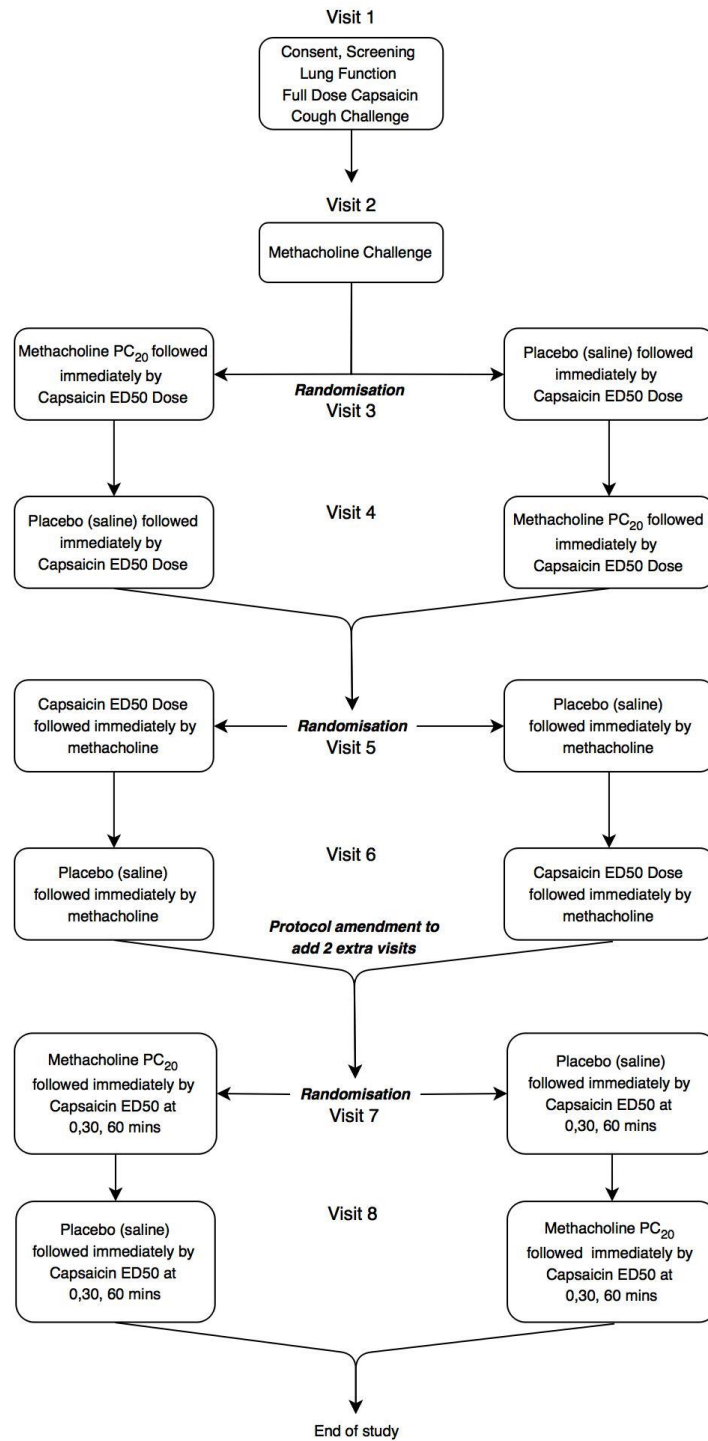 Visit 1
Consent, Screening
Lung Function
Full Dose Capsaicin
Cough Challenge
Visit 2
Methacholine Challenge
Methacholine PC20 followed
immediately by
Capsaicin ED50 Dose
Randomisation
Visit 3
Placebo (saline) followed
immediately by
Capsaicin ED50 Dose
Placebo (saline) followed
immediately by
Capsaicin ED50 Dose
Visit 4
Methacholine PC20 followed
immediately by
Capsaicin ED50 Dose
Capsaicin ED50 Dose
followed immediately by
methacholine
Randomisation
Visit 5
Placebo (saline)
followed immediately by
methacholine
Placebo (saline)
followed immediately by
methacholine
Visit 6
Capsaicin ED50 Dose
followed immediately by
methacholine
Protocol amendment to
add 2 extra visits
Methacholine PC20
followed immediately by
Capsaicin ED50 at
0,30, 60 mins
Randomisation
Visit 7
Placebo (saline)
followed immediately by
Capsaicin ED50 at
0,30, 60 mins
Placebo (saline)
followed immediately by
Capsaicin ED50 at
0,30, 60 mins
Visit 8
Methacholine PC20
followed immediately by
Capsaicin ED50 at
0,30, 60 mins
End of study